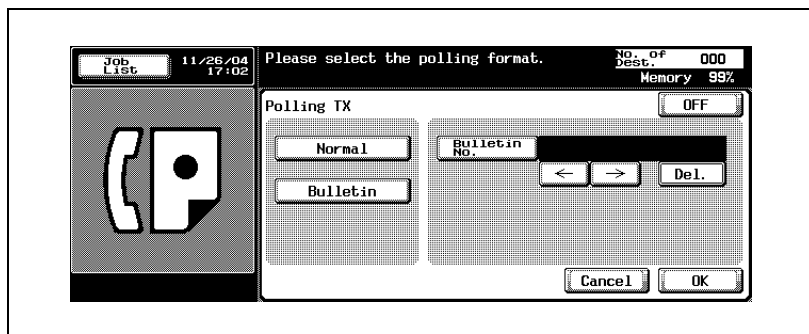 Job List
11/26/04
17:02
Please select the polling format.
No. of Dest. 000
Memory 99%
Polling TX
OFF
Normal
Bulletin
Bulletin No.
← →
Del.
Cancel
OK